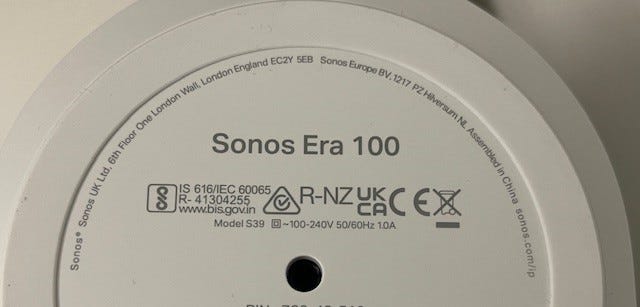 Sonos® Sonos UK Ltd, 6th Floor One London Wall, London England EC2Y 5EB Sonos Europe BV. 1217 PZ Hilversum NL Assembled in China sonos.com/ip
Sonos Era 100
IS 616/IEC 60065
R- 41304255
www.bis.gov.in
R-NZ UK CA CE
Model S39 ~100-240V 50/60Hz 1.0A